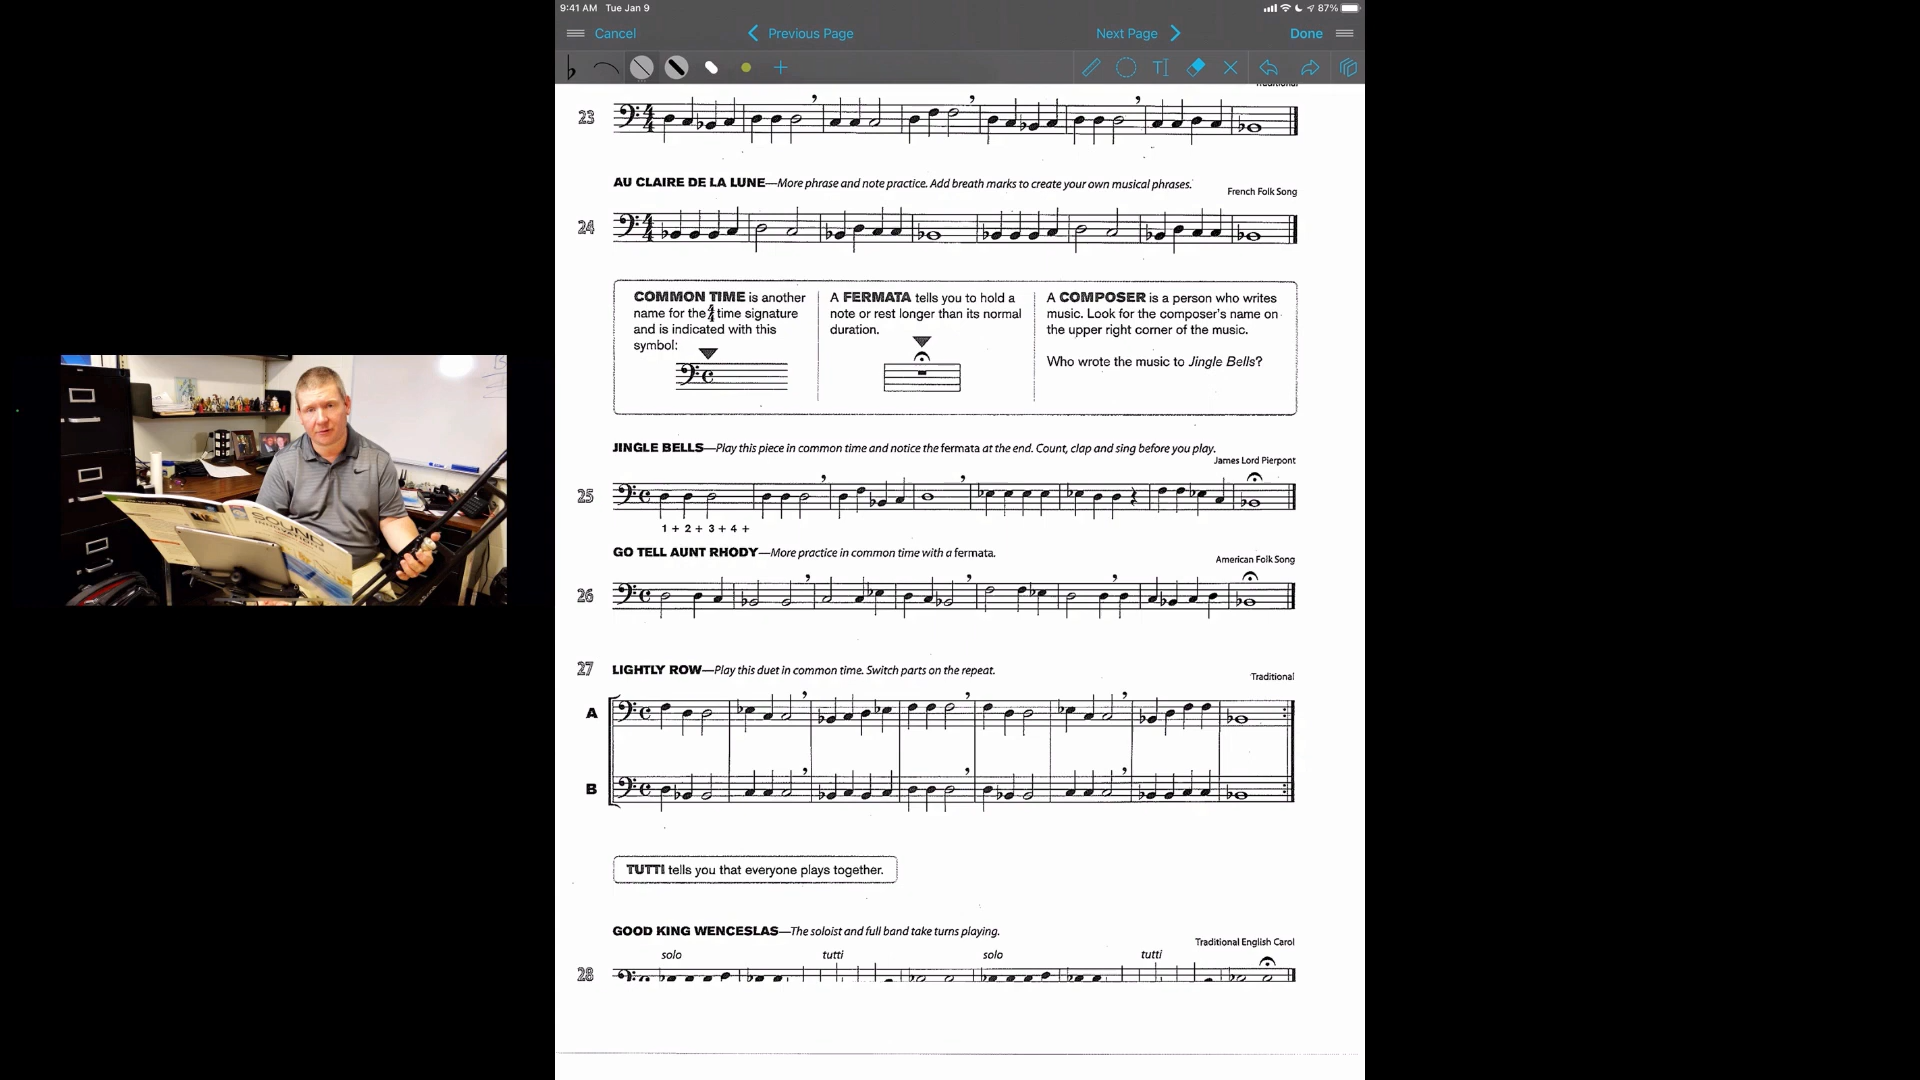 9:41 AM Tue Jan 9
87%
Cancel
Previous Page
Next Page
Done
Traditional
23
AU CLAIRE DE LA LUNE—More phrase and note practice. Add breath marks to create your own musical phrases.
French Folk Song
24
COMMON TIME is another
name for the 4/4 time signature
and is indicated with this
symbol:
A FERMATA tells you to hold a
note or rest longer than its normal
duration.
A COMPOSER is a person who writes
music. Look for the composer's name on
the upper right corner of the music.
Who wrote the music to Jingle Bells?
JINGLE BELLS—Play this piece in common time and notice the fermata at the end. Count, clap and sing before you play.
James Lord Pierpont
25
1 + 2 + 3 + 4 +
GO TELL AUNT RHODY—More practice in common time with a fermata.
American Folk Song
26
27 LIGHTLY ROW—Play this duet in common time. Switch parts on the repeat.
Traditional
A
B
TUTTI tells you that everyone plays together.
GOOD KING WENCESLAS—The soloist and full band take turns playing.
Traditional English Carol
solo tutti solo tutti
28
SOUND
INNOVATIONS